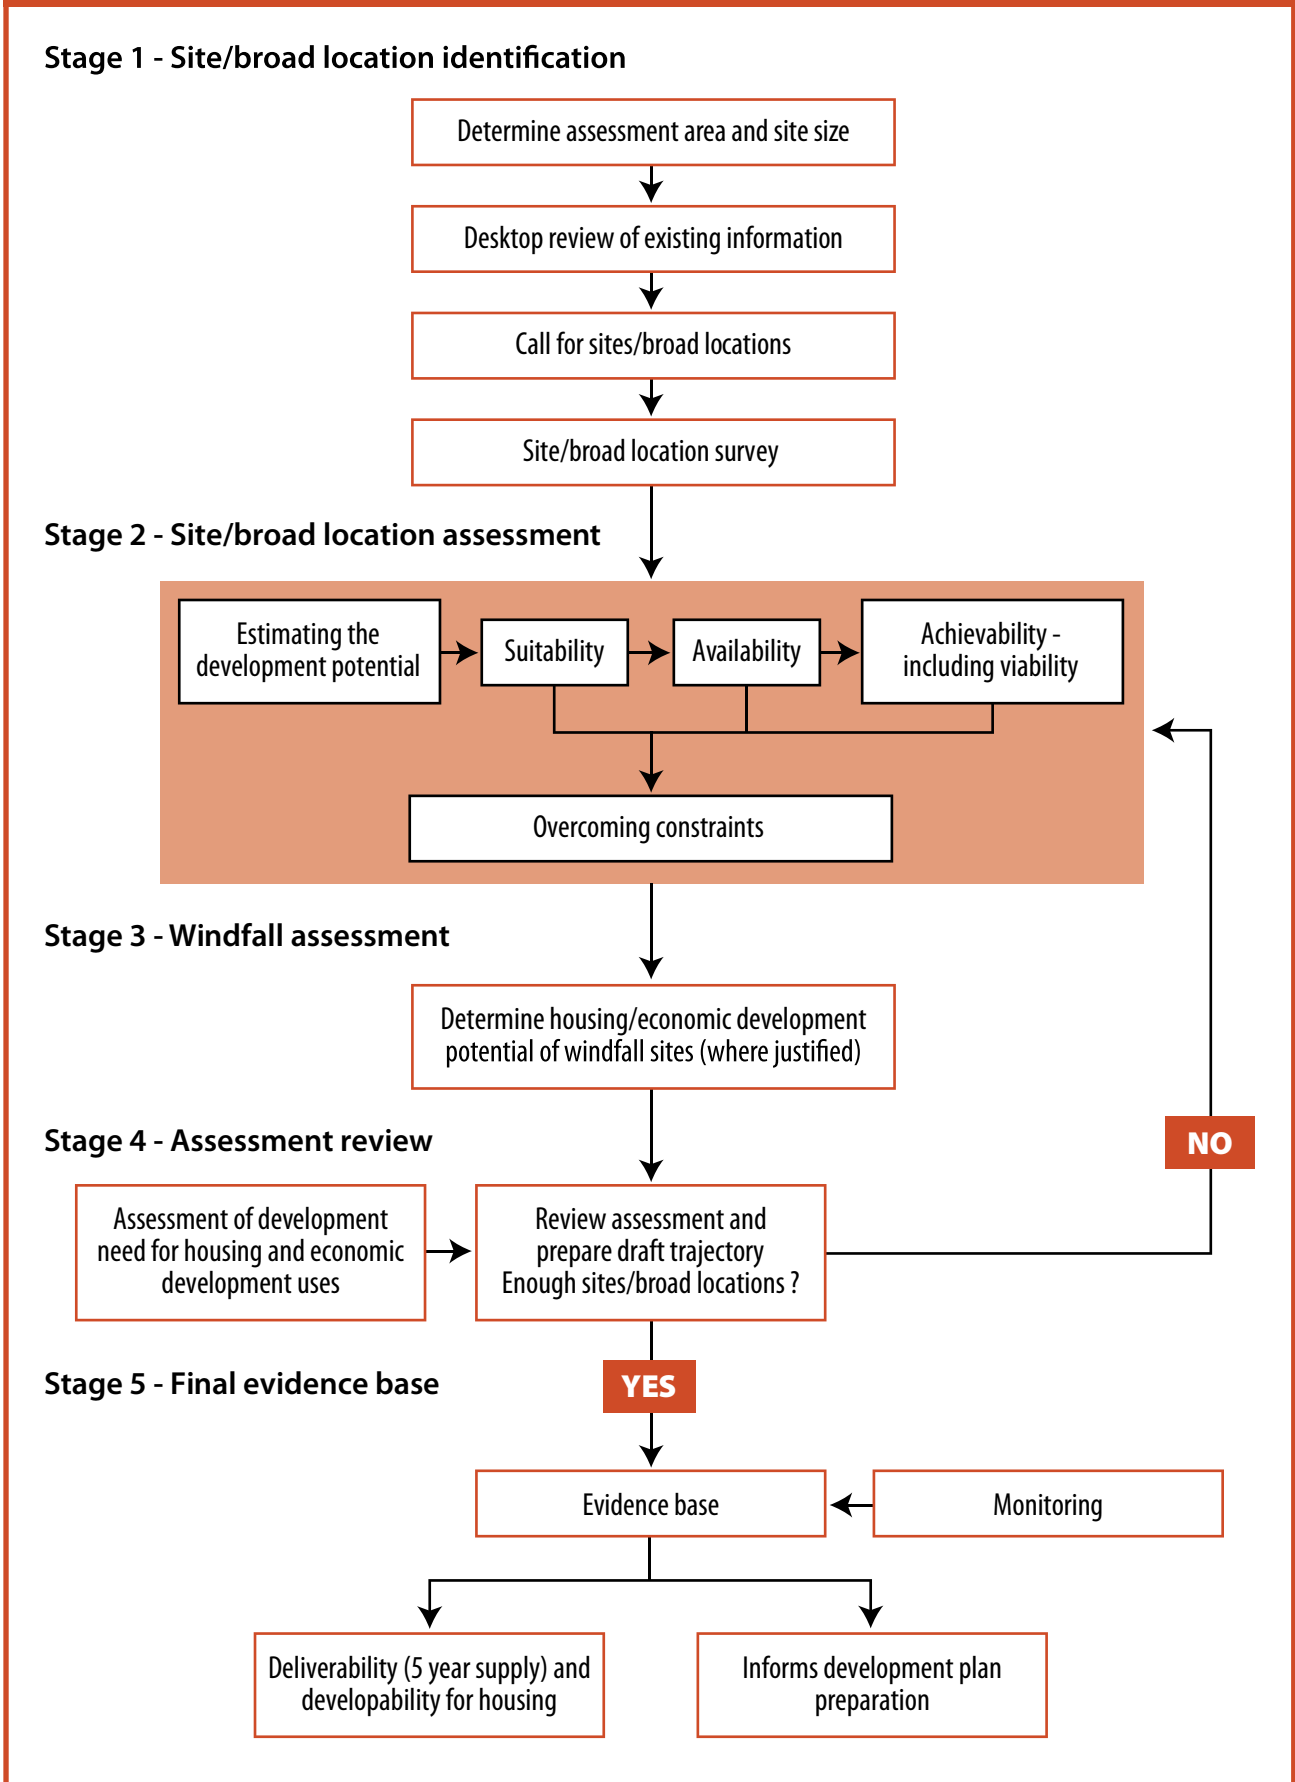 Stage 1 - Site/broad location identification
Determine assessment area and site size
Desktop review of existing information
Call for sites/broad locations
Site/broad location survey
Stage 2 - Site/broad location assessment
Estimating the
development potential
Suitability
Availability
Achievability -
including viability
Overcoming constraints
Stage 3 - Windfall assessment
Determine housing/economic development
potential of windfall sites (where justified)
Stage 4 - Assessment review
NO
Assessment of development
need for housing and economic
development uses
Review assessment and
prepare draft trajectory
Enough sites/broad locations ?
Stage 5 - Final evidence base
YES
Evidence base
Monitoring
Deliverability (5 year supply) and
developability for housing
Informs development plan
preparation